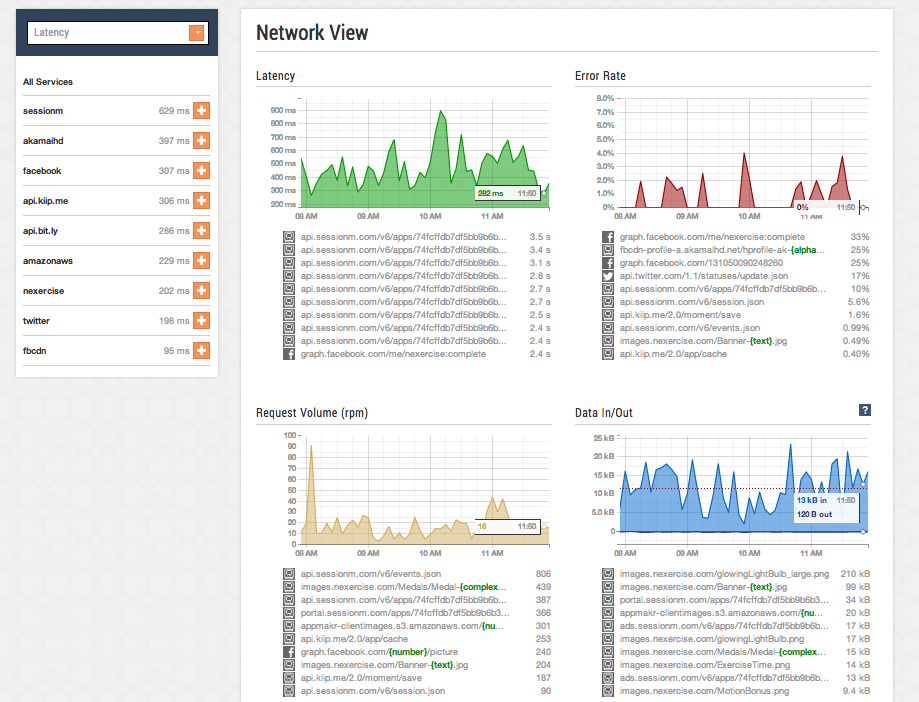 Latency
All Services
sessionm 629 ms
akamaihd 397 ms
facebook 307 ms
api.kiip.me 306 ms
api.bit.ly 286 ms
amazonaws 229 ms
nexercise 202 ms
twitter 198 ms
fbcdn 95 ms
Network View
Latency
900 ms
800 ms
700 ms
600 ms
500 ms
400 ms
300 ms
200 ms
282 ms 11:50
08 AM 09 AM 10 AM 11 AM
api.sessionm.com/v6/apps/74fcffdb7df5bb9b6b... 3.5 s
api.sessionm.com/v6/apps/74fcffdb7df5bb9b6b... 3.4 s
api.sessionm.com/v6/apps/74fcffdb7df5bb9b6b... 3.1 s
api.sessionm.com/v6/apps/74fcffdb7df5bb9b6b... 2.8 s
api.sessionm.com/v6/apps/74fcffdb7df5bb9b6b... 2.7 s
api.sessionm.com/v6/apps/74fcffdb7df5bb9b6b... 2.7 s
api.sessionm.com/v6/apps/74fcffdb7df5bb9b6b... 2.5 s
api.sessionm.com/v6/apps/74fcffdb7df5bb9b6b... 2.4 s
api.sessionm.com/v6/apps/74fcffdb7df5bb9b6b... 2.4 s
graph.facebook.com/me/nexercise:complete 2.4 s
Error Rate
8.0%
7.0%
6.0%
5.0%
4.0%
3.0%
2.0%
1.0%
0%
0% 11:50
08 AM 09 AM 10 AM 11 AM
graph.facebook.com/me/nexercise:complete 33%
fbcdn-profile-a.akamaihd.net/hprofile-ak-{alpha... 25%
graph.facebook.com/131050090248260 25%
api.twitter.com/1.1/statuses/update.json 17%
api.sessionm.com/v6/apps/74fcffdb7df5bb9b6b... 10%
api.sessionm.com/v6/session.json 5.6%
api.kiip.me/2.0/moment/save 1.6%
api.sessionm.com/v6/events.json 0.99%
images.nexercise.com/Banner-{text}.jpg 0.49%
api.kiip.me/2.0/app/cache 0.40%
Request Volume (rpm)
100
90
80
70
60
50
40
30
20
10
0
16 11:50
08 AM 09 AM 10 AM 11 AM
api.sessionm.com/v6/events.json 806
images.nexercise.com/Medals/Medal-{complex... 439
api.sessionm.com/v6/apps/74fcffdb7df5bb9b6b... 387
portal.sessionm.com/apps/74fcffdb7df5bb9b6b3... 366
appmakr-clientimages.s3.amazonaws.com/{nu... 301
api.kiip.me/2.0/app/cache 253
graph.facebook.com/{number}/picture 240
images.nexercise.com/Banner-{text}.jpg 204
api.kiip.me/2.0/moment/save 187
api.sessionm.com/v6/session.json 90
Data In/Out
?
25 kB
20 kB
15 kB
10 kB
5.0 kB
0
13 kB in 11:50
120 B out
08 AM 09 AM 10 AM 11 AM
images.nexercise.com/glowingLightBulb_large.png 210 kB
images.nexercise.com/Banner-{text}.jpg 99 kB
portal.sessionm.com/apps/74fcffdb7df5bb9b6b3... 34 kB
appmakr-clientimages.s3.amazonaws.com/{nu... 20 kB
ads.sessionm.com/v6/apps/74fcffdb7df5bb9b6b... 17 kB
images.nexercise.com/glowingLightBulb.png 17 kB
images.nexercise.com/Medals/Medal-{complex... 15 kB
images.nexercise.com/ExerciseTime.png 14 kB
ads.sessionm.com/v6/apps/74fcffdb7df5bb9b6b... 13 kB
images.nexercise.com/MotionBonus.png 9.4 kB